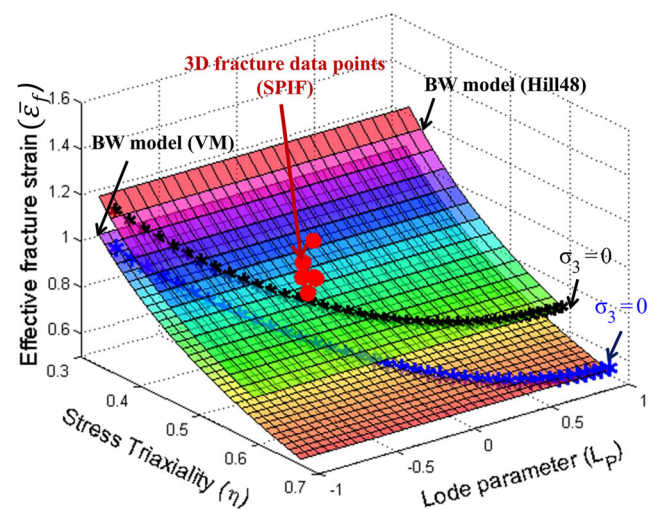 3D fracture data points
(SPIF)
BW model (Hill48)
BW model (VM)
Effective fracture strain (ε̄f)
1.6
1.4
1.2
1
0.8
0.6
0.3
0.4
0.5
0.6
0.7
Stress Triaxiality (η)
-1
-0.5
0
0.5
1
Lode parameter (LP)
σ3=0
σ3=0